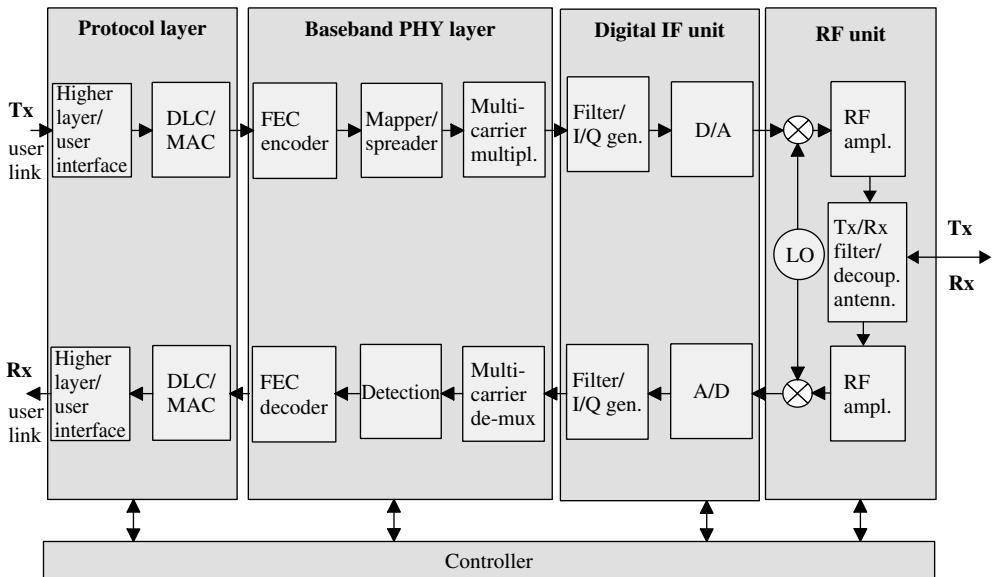 Protocol layer
Baseband PHY layer
Digital IF unit
RF unit
Tx
user
link
Higher
layer/
user
interface
DLC/
MAC
FEC
encoder
Mapper/
spreader
Multi-
carrier
multipl.
Filter/
I/Q gen.
D/A
RF
ampl.
LO
Tx/Rx
filter/
decoup.
antenn.
Tx
Rx
Rx
user
link
Higher
layer/
user
interface
DLC/
MAC
FEC
decoder
Detection
Multi-
carrier
de-mux
Filter/
I/Q gen.
A/D
RF
ampl.
Controller